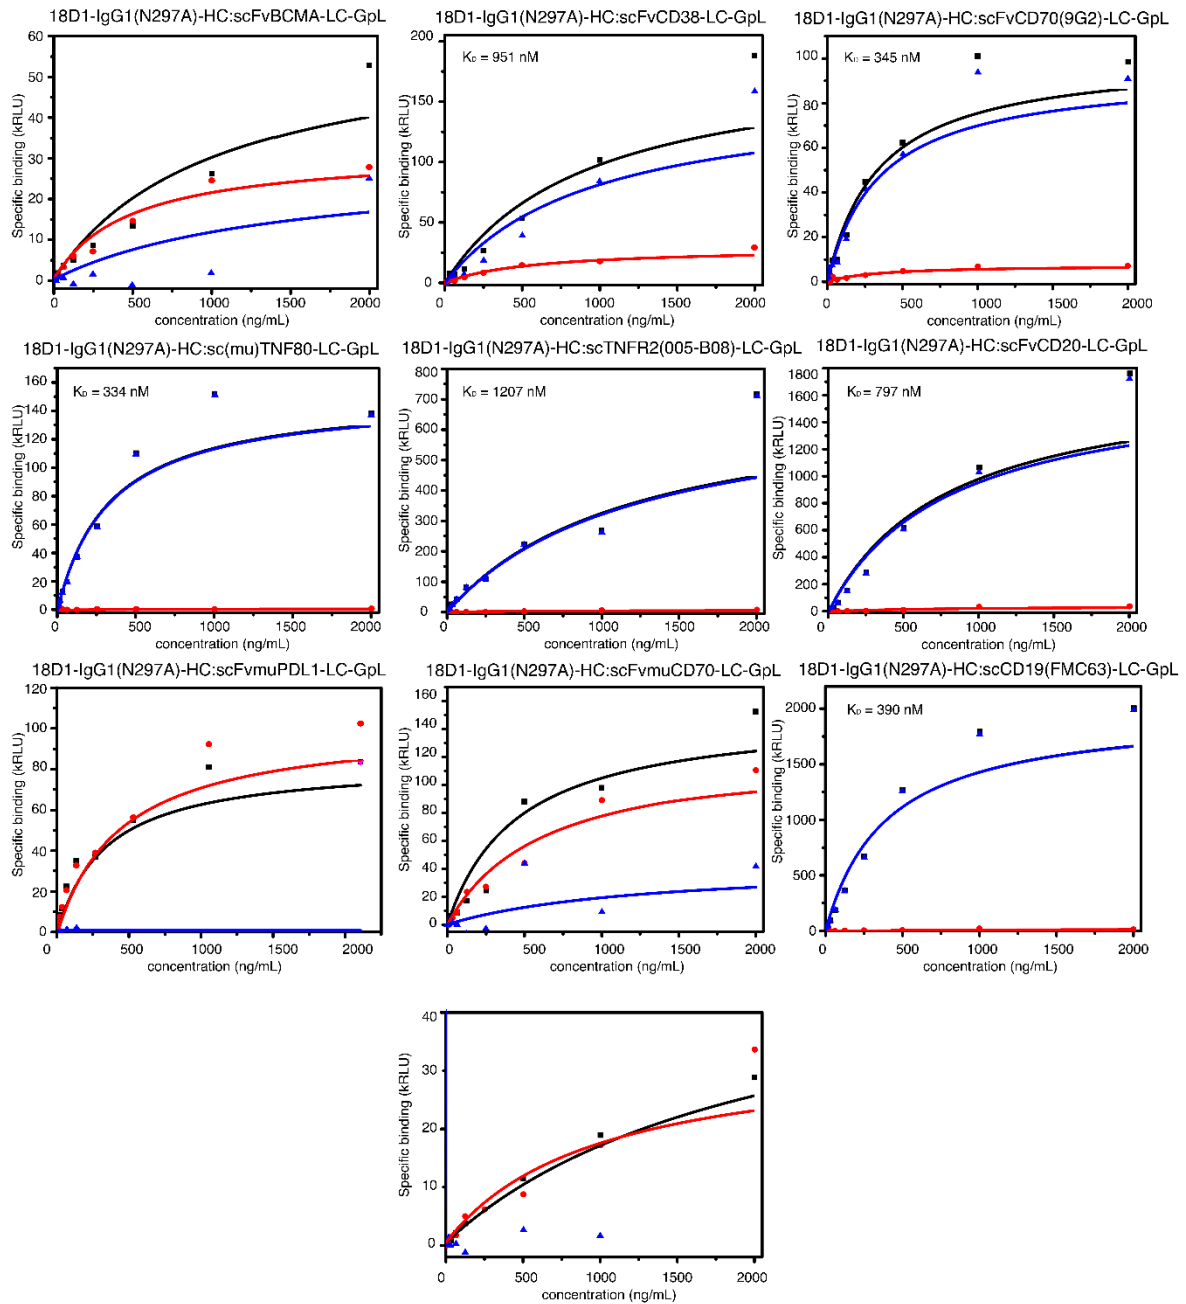 18D1-IgG1(N297A)-HC:scFvBCMA-LC-GpL
Specific binding (kRLU)
60
50
40
30
20
10
0
0 500 1000 1500 2000
concentration (ng/mL)
18D1-IgG1(N297A)-HC:scFvCD38-LC-GpL
K_D = 951 nM
Specific binding (kRLU)
200
150
100
50
0
0 500 1000 1500 2000
concentration (ng/mL)
18D1-IgG1(N297A)-HC:scFvCD70(9G2)-LC-GpL
K_D = 345 nM
Specific binding (kRLU)
100
80
60
40
20
0
0 500 1000 1500 2000
concentration (ng/mL)
18D1-IgG1(N297A)-HC:sc(mu)TNF80-LC-GpL
K_D = 334 nM
Specific binding (kRLU)
160
140
120
100
80
60
40
20
0
0 500 1000 1500 2000
concentration (ng/mL)
18D1-IgG1(N297A)-HC:scTNFR2(005-B08)-LC-GpL
K_D = 1207 nM
Specific binding (kRLU)
800
700
600
500
400
300
200
100
0
0 500 1000 1500 2000
concentration (ng/mL)
18D1-IgG1(N297A)-HC:scFvCD20-LC-GpL
K_D = 797 nM
Specific binding (kRLU)
1800
1600
1400
1200
1000
800
600
400
200
0
0 500 1000 1500 2000
concentration (ng/mL)
18D1-IgG1(N297A)-HC:scFvmuPDL1-LC-GpL
Specific binding (kRLU)
120
100
80
60
40
20
0
0 500 1000 1500 2000
concentration (ng/mL)
18D1-IgG1(N297A)-HC:scFvmuCD70-LC-GpL
Specific binding (kRLU)
160
140
120
100
80
60
40
20
0
0 500 1000 1500 2000
concentration (ng/mL)
18D1-IgG1(N297A)-HC:scCD19(FMC63)-LC-GpL
K_D = 390 nM
Specific binding (kRLU)
2000
1500
1000
500
0
0 500 1000 1500 2000
concentration (ng/mL)
Specific binding (kRLU)
40
30
20
10
0
0 500 1000 1500 2000
concentration (ng/mL)